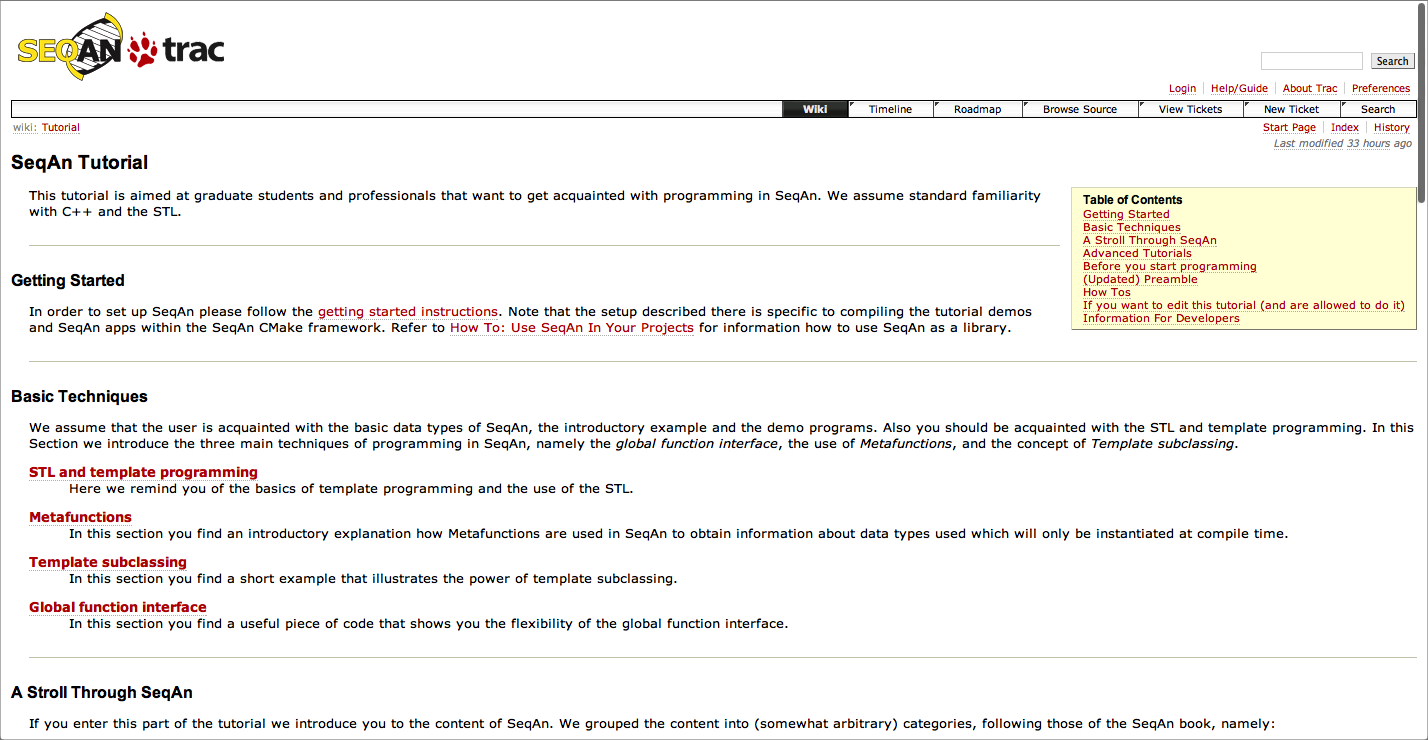 SEQAN trac
Search
Login Help/Guide About Trac Preferences
Wiki Timeline Roadmap Browse Source View Tickets New Ticket Search
wiki: Tutorial
Start Page Index History
Last modified 33 hours ago
SeqAn Tutorial
This tutorial is aimed at graduate students and professionals that want to get acquainted with programming in SeqAn. We assume standard familiarity
with C++ and the STL.
Table of Contents
Getting Started
Basic Techniques
A Stroll Through SeqAn
Advanced Tutorials
Before you start programming
(Updated) Preamble
How Tos
If you want to edit this tutorial (and are allowed to do it)
Information For Developers
Getting Started
In order to set up SeqAn please follow the getting started instructions. Note that the setup described there is specific to compiling the tutorial demos
and SeqAn apps within the SeqAn CMake framework. Refer to How To: Use SeqAn In Your Projects for information how to use SeqAn as a library.
Basic Techniques
We assume that the user is acquainted with the basic data types of SeqAn, the introductory example and the demo programs. Also you should be acquainted with the STL and template programming. In this
Section we introduce the three main techniques of programming in SeqAn, namely the global function interface, the use of Metafunctions, and the concept of Template subclassing.
STL and template programming
Here we remind you of the basics of template programming and the use of the STL.
Metafunctions
In this section you find an introductory explanation how Metafunctions are used in SeqAn to obtain information about data types used which will only be instantiated at compile time.
Template subclassing
In this section you find a short example that illustrates the power of template subclassing.
Global function interface
In this section you find a useful piece of code that shows you the flexibility of the global function interface.
A Stroll Through SeqAn
If you enter this part of the tutorial we introduce you to the content of SeqAn. We grouped the content into (somewhat arbitrary) categories, following those of the SeqAn book, namely: